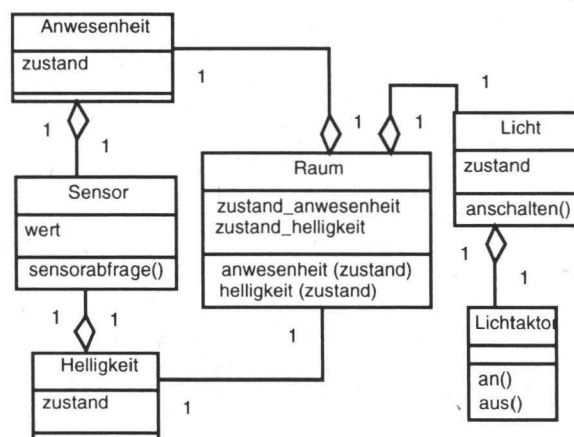 Anwesenheit
zustand
1
1
1
1
1
1
Licht
zustand
anschalten()
Sensor
wert
sensorabfrage()
Raum
zustand_anwesenheit
zustand_helligkeit
anwesenheit (zustand)
helligkeit (zustand)
1
1
1
1
1
Lichtaktor
an()
aus()
Helligkeit
zustand
1